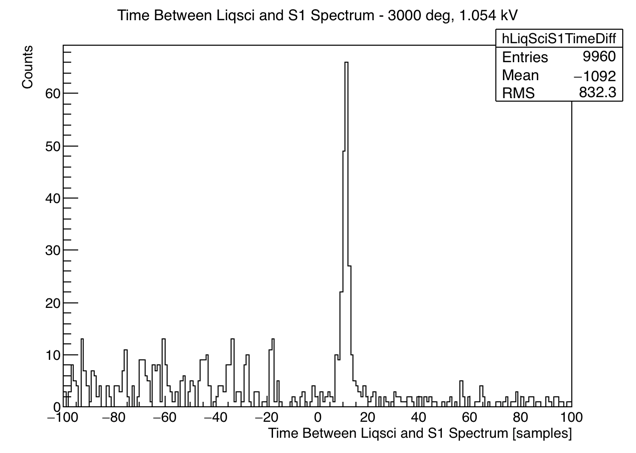 Time Between Liqsci and S1 Spectrum - 3000 deg, 1.054 kV
hLiqSciS1TimeDiff
Entries 9960
Mean −1092
RMS 832.3
Counts
60
50
40
30
20
10
0
−100 −80 −60 −40 −20 0 20 40 60 80 100
Time Between Liqsci and S1 Spectrum [samples]